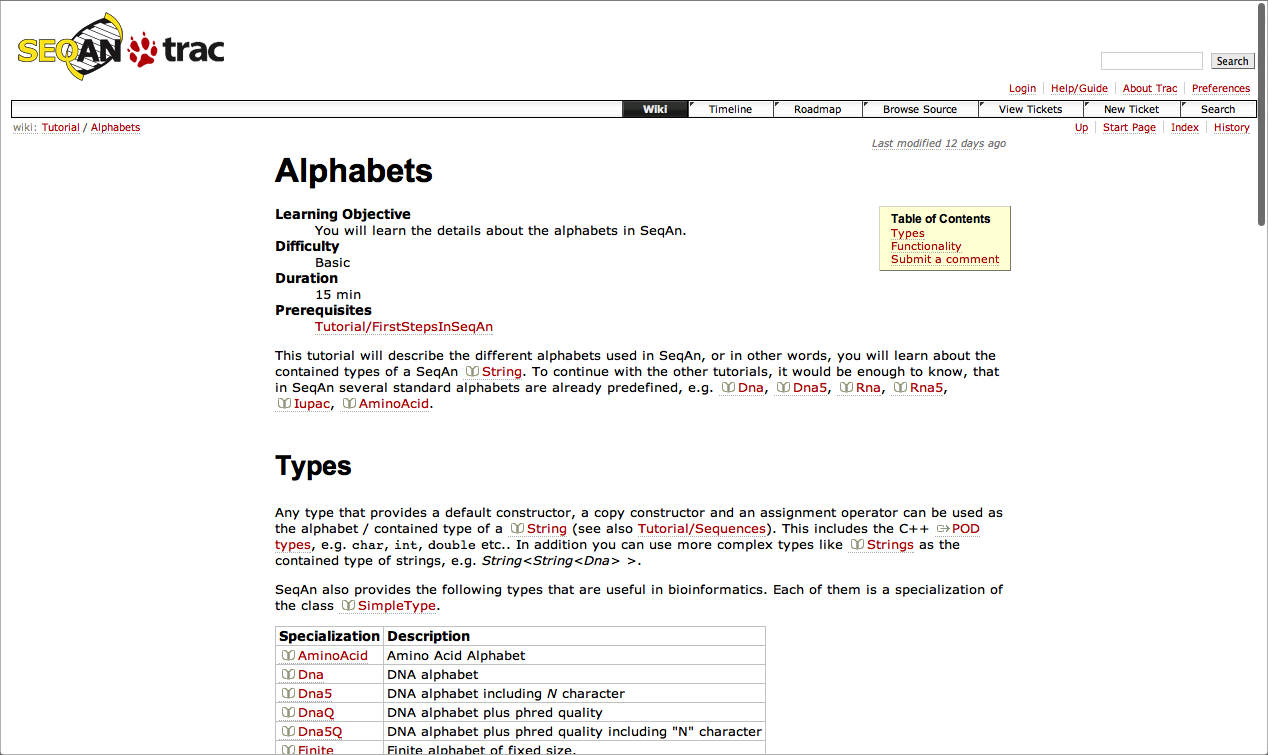 SEQAN trac
Search
Login Help/Guide About Trac Preferences
Wiki Timeline Roadmap Browse Source View Tickets New Ticket Search
wiki: Tutorial / Alphabets
Up Start Page Index History
Last modified 12 days ago
Alphabets
Learning Objective
You will learn the details about the alphabets in SeqAn.
Difficulty
Basic
Duration
15 min
Prerequisites
Tutorial/FirstStepsInSeqAn
Table of Contents
Types
Functionality
Submit a comment
This tutorial will describe the different alphabets used in SeqAn, or in other words, you will learn about the
contained types of a SeqAn String. To continue with the other tutorials, it would be enough to know, that
in SeqAn several standard alphabets are already predefined, e.g. Dna, Dna5, Rna, Rna5,
Iupac, AminoAcid.
Types
Any type that provides a default constructor, a copy constructor and an assignment operator can be used as
the alphabet / contained type of a String (see also Tutorial/Sequences). This includes the C++ POD
types, e.g. char, int, double etc.. In addition you can use more complex types like Strings as the
contained type of strings, e.g. String<String<Dna> >.
SeqAn also provides the following types that are useful in bioinformatics. Each of them is a specialization of
the class SimpleType.
Specialization Description
AminoAcid Amino Acid Alphabet
Dna DNA alphabet
Dna5 DNA alphabet including N character
DnaQ DNA alphabet plus phred quality
Dna5Q DNA alphabet plus phred quality including "N" character
Finite Finite alphabet of fixed size.